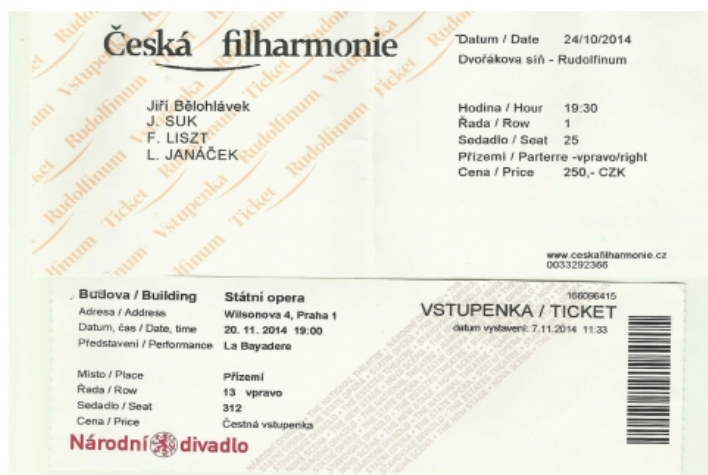 Česká filharmonie
Jiří Bělohlávek
J. SUK
F. LISZT
L. JANÁČEK
Datum / Date 24/10/2014
Dvořákova síň - Rudolfinum
Hodina / Hour 19:30
Řada / Row 1
Sedadlo / Seat 25
Přízemí / Parterre -vpravo/right
Cena / Price 250,- CZK
www.ceskafilharmonie.cz
0033292366
Rudolfinum Vstupenka Ticket
Budova / Building Státní opera
Adresa / Address Wilsonova 4, Praha 1
Datum, čas / Date, time 20. 11. 2014 19:00
Představení / Performance La Bayadere
Místo / Place Přízemí
Řada / Row 13 vpravo
Sedadlo / Seat 312
Cena / Price Čestná vstupenka
Národní divadlo
166096415
VSTUPENKA / TICKET
datum vystavení: 7.11.2014 11:33